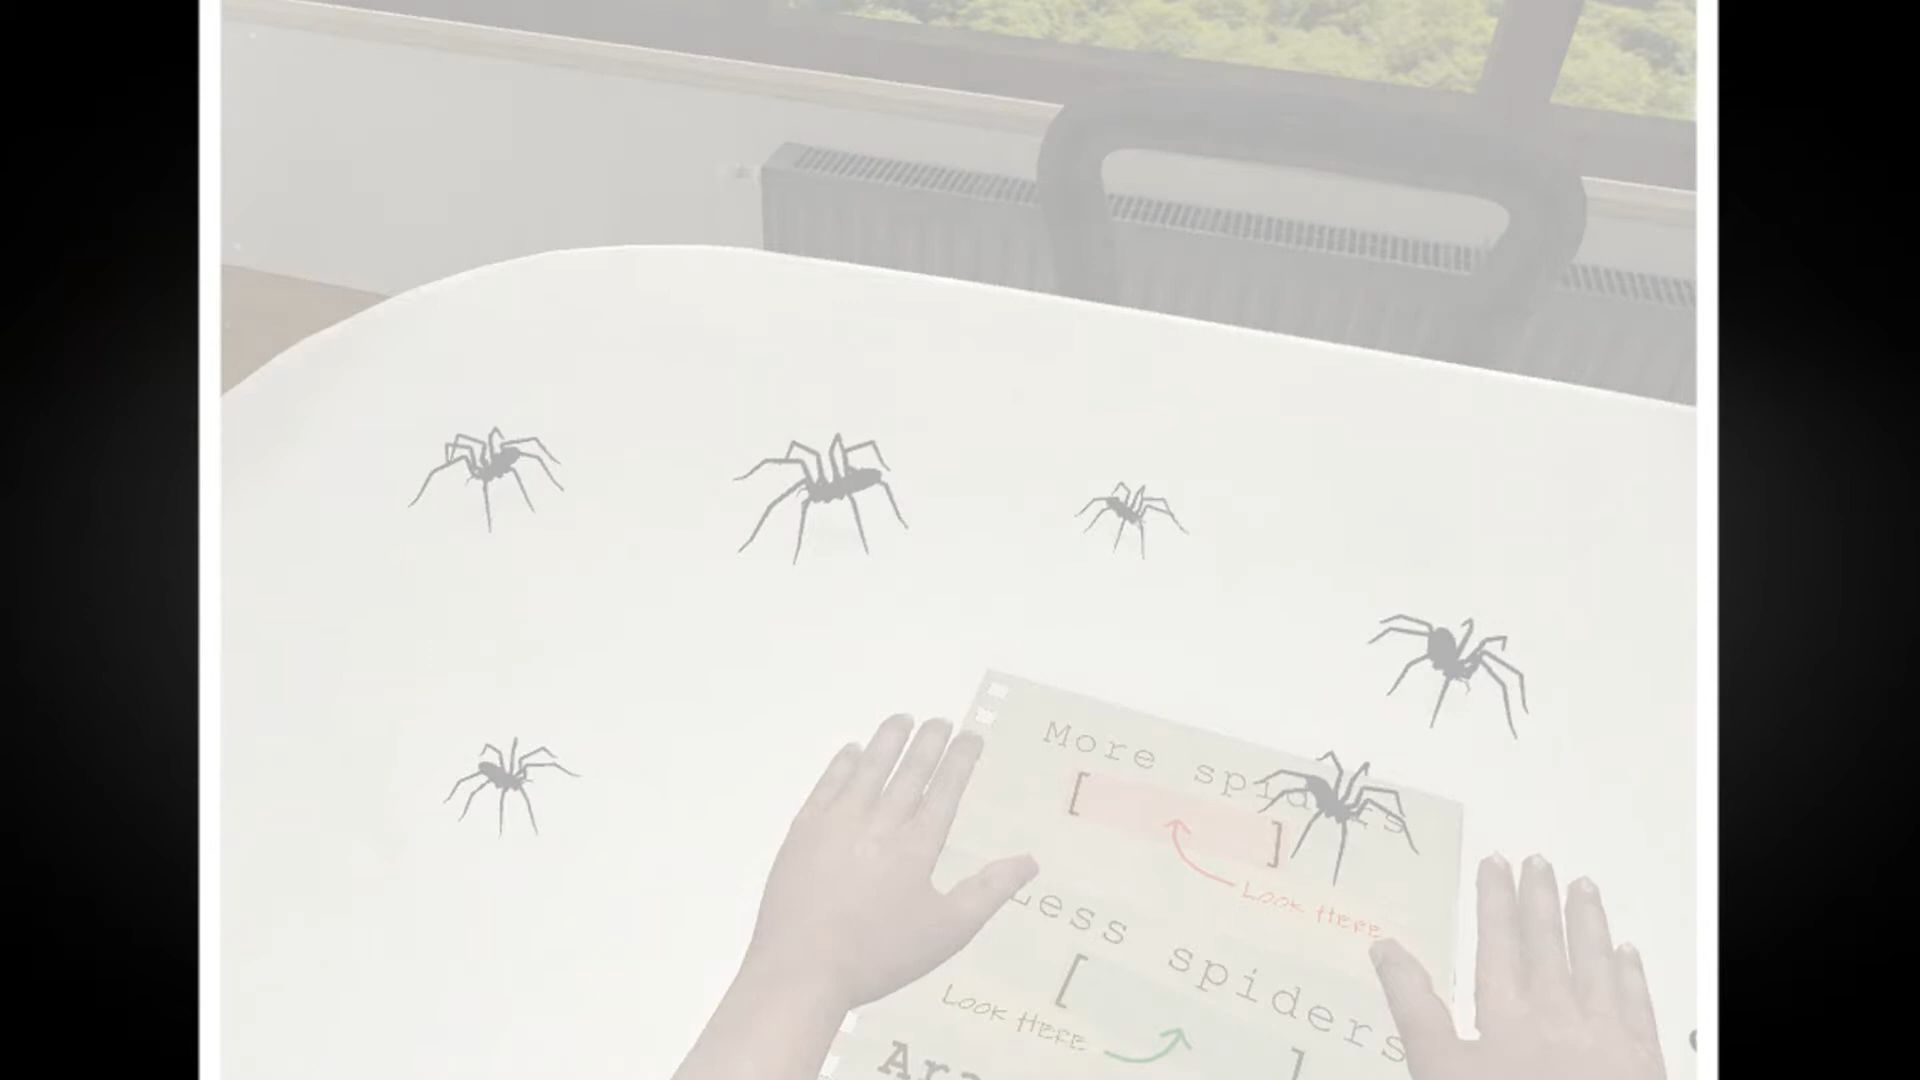 More spiders
[ ]
Look Here
Less spiders
[
Look Here
]